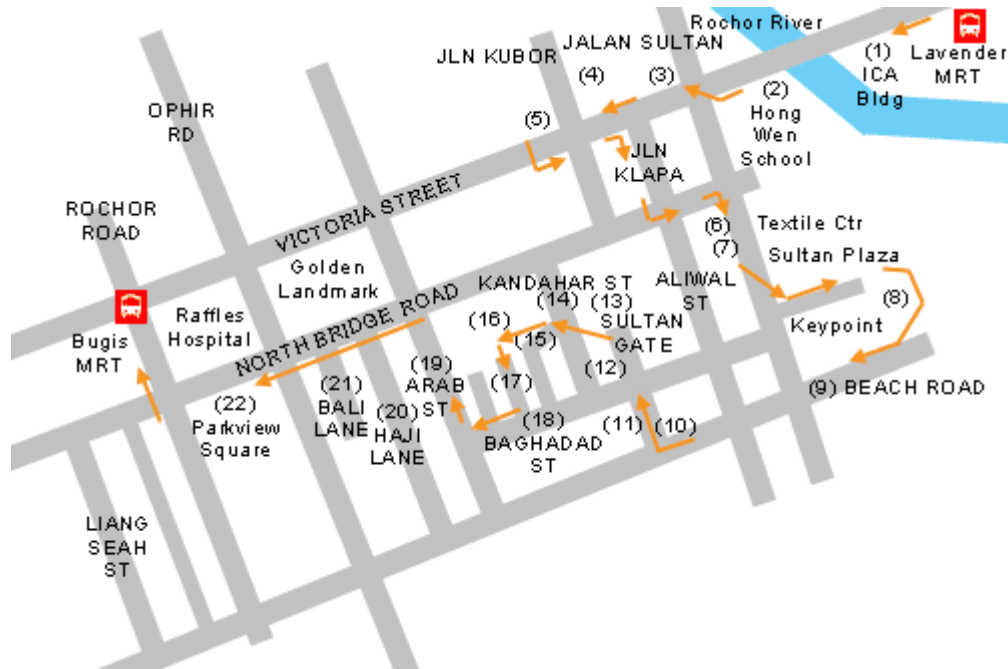 Rochor River
JALAN SULTAN
JLN KUBOR
(1)
Lavender
MRT
ICA
Bldg
(4)
(3)
(2)
Hong
Wen
School
OPHIR
RD
(5)
JLN
KLAPA
VICTORIA STREET
ROCHOR
ROAD
(6)
Textile Ctr
(7)
Sultan Plaza
Golden
Landmark
KANDAHAR ST
ALIWAL
ST
(8)
Raffles
Hospital
NORTH BRIDGE ROAD
(14)
(13)
SULTAN
GATE
(16)
(15)
Keypoint
Bugis
MRT
(12)
(19)
ARAB
ST
(17)
(21)
BALI
LANE
(9) BEACH ROAD
(22)
Parkview
Square
(20)
HAJI
LANE
(18)
BAGHADAD
ST
(11)
(10)
LIANG
SEAH
ST